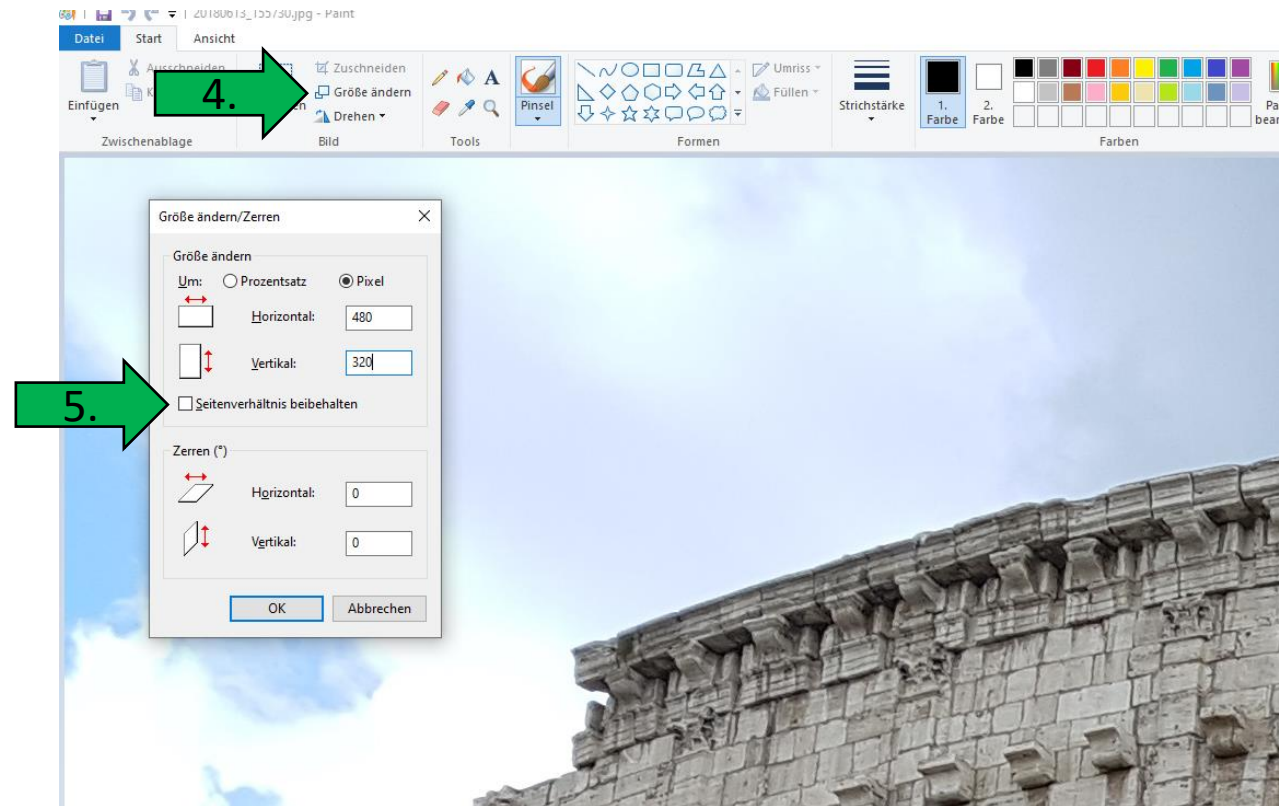 20180613_155730.jpg - Paint
Datei Start Ansicht
Ausschneiden
Einfügen
Zwischenablage
4.
Zuschneiden
Größe ändern
Drehen
Bild
A
Tools
Pinsel
Formen
Umriss
Füllen
Strichstärke
1.
Farbe
2.
Farbe
Farben
Größe ändern/Zerren
Größe ändern
Um: Prozentsatz Pixel
Horizontal: 480
Vertikal: 320
5.
Seitenverhältnis beibehalten
Zerren (°)
Horizontal: 0
Vertikal: 0
OK Abbrechen